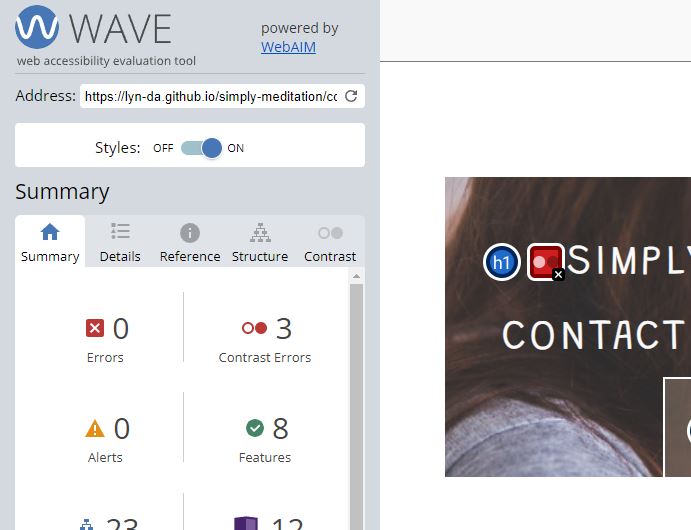 WAVE
powered by
WebAIM
web accessibility evaluation tool
Address: https://lyn-da.github.io/simply-meditation/cc
Styles: OFF ON
Summary
Summary Details Reference Structure Contrast
0 3
Errors Contrast Errors
0 8
Alerts Features
23 12
h1 SIMPLY
CONTACT